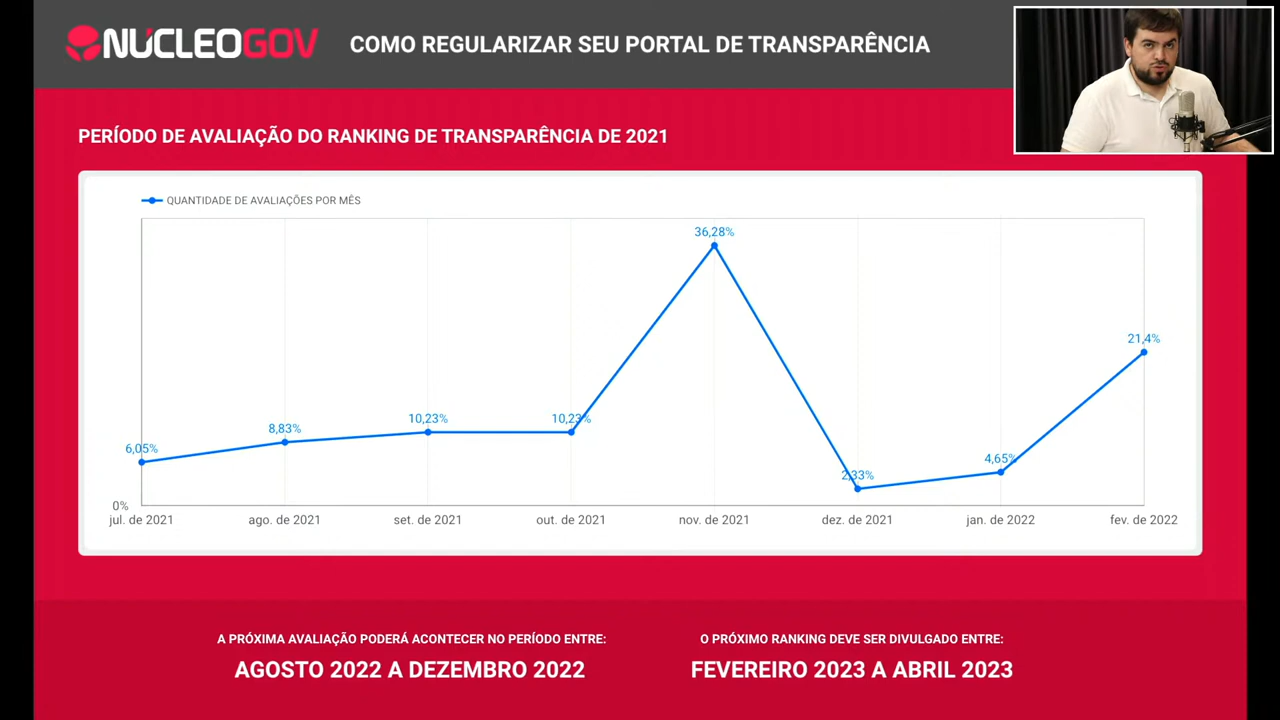 NÚCLEOGOV
COMO REGULARIZAR SEU PORTAL DE TRANSPARÊNCIA
PERÍODO DE AVALIAÇÃO DO RANKING DE TRANSPARÊNCIA DE 2021
QUANTIDADE DE AVALIAÇÕES POR MÊS
36,28%
21,4%
10,23%
10,23%
8,83%
6,05%
4,65%
2,33%
0%
jul. de 2021
ago. de 2021
set. de 2021
out. de 2021
nov. de 2021
dez. de 2021
jan. de 2022
fev. de 2022
A PRÓXIMA AVALIAÇÃO PODERÁ ACONTECER NO PERÍODO ENTRE:
AGOSTO 2022 A DEZEMBRO 2022
O PRÓXIMO RANKING DEVE SER DIVULGADO ENTRE:
FEVEREIRO 2023 A ABRIL 2023